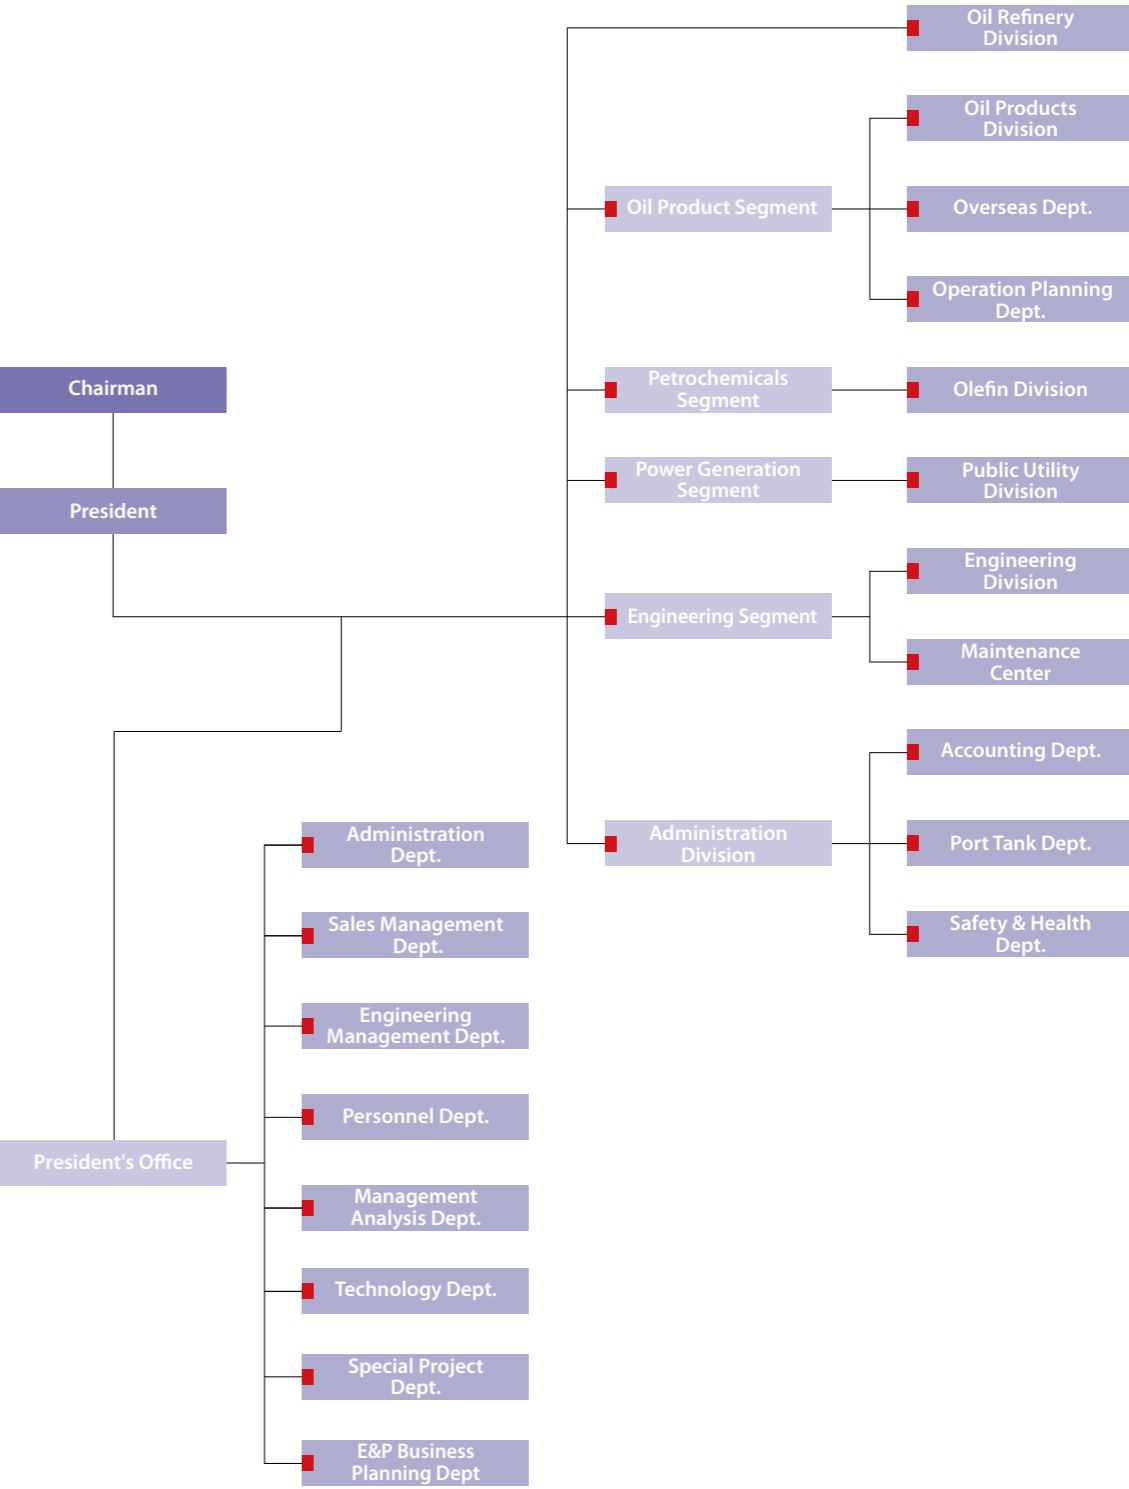 Oil Refinery
Division
Oil Products
Division
Oil Product Segment
Overseas Dept.
Operation Planning
Dept.
Chairman
Petrochemicals
Segment
Olefin Division
Power Generation
Segment
Public Utility
Division
President
Engineering
Division
Engineering Segment
Maintenance
Center
Accounting Dept.
Administration
Division
Port Tank Dept.
Safety & Health
Dept.
Administration
Dept.
Sales Management
Dept.
Engineering
Management Dept.
Personnel Dept.
President's Office
Management
Analysis Dept.
Technology Dept.
Special Project
Dept.
E&P Business
Planning Dept